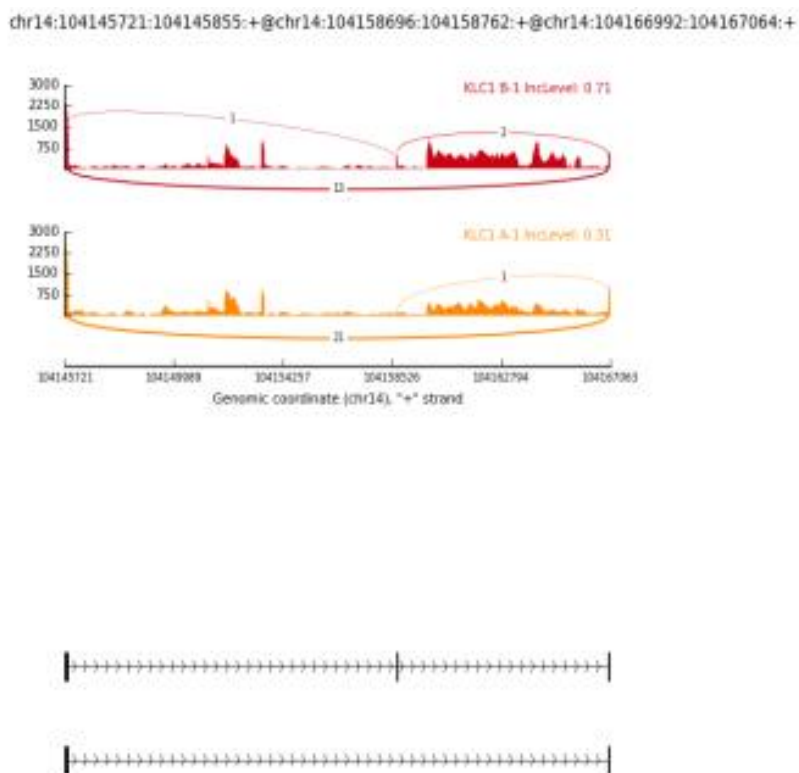 chr14:104145721:104145855:+@chr14:104158696:104158762:+@chr14:104166992:104167064:+
3000
2250
1500
750
KLC1 B-1 IncLevel: 0.71
1
2
13
3000
2250
1500
750
KLC1 A-1 IncLevel: 0.31
1
21
104145721 104149989 104154257 104158526 104162794 104167063
Genomic coordinate (chr14), "+" strand